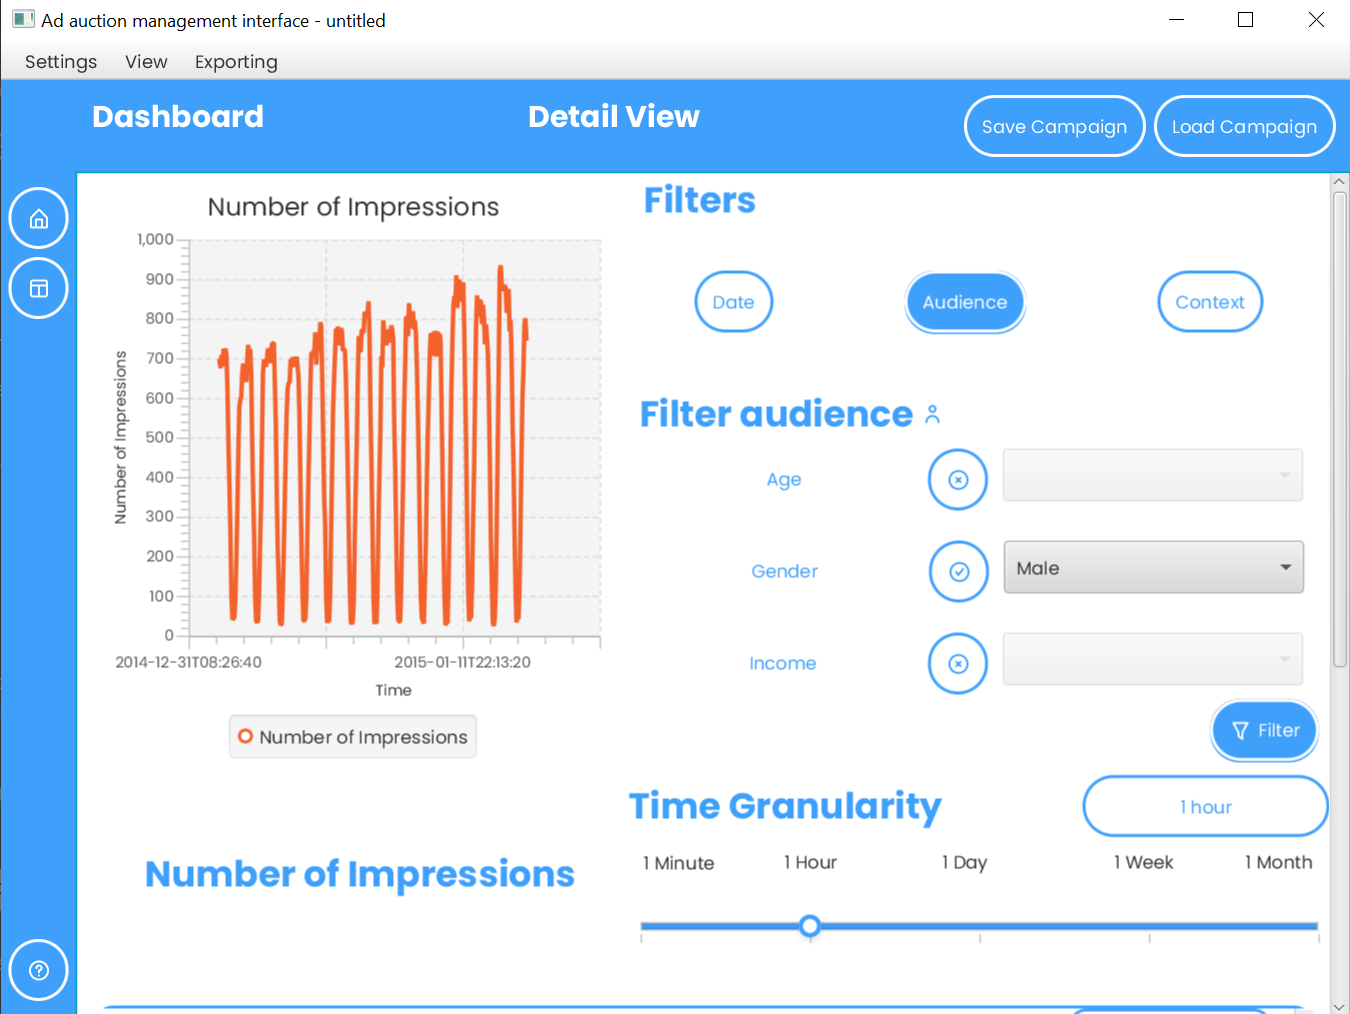 Ad auction management interface - untitled
Settings View Exporting
Dashboard
Detail View
Save Campaign
Load Campaign
Number of Impressions
1,000
900
800
700
600
500
400
300
200
100
0
Number of Impressions
2014-12-31T08:26:40
2015-01-11T22:13:20
Time
Number of Impressions
Number of Impressions
Filters
Date
Audience
Context
Filter audience
Age
Gender
Male
Income
Filter
Time Granularity
1 hour
1 Minute
1 Hour
1 Day
1 Week
1 Month